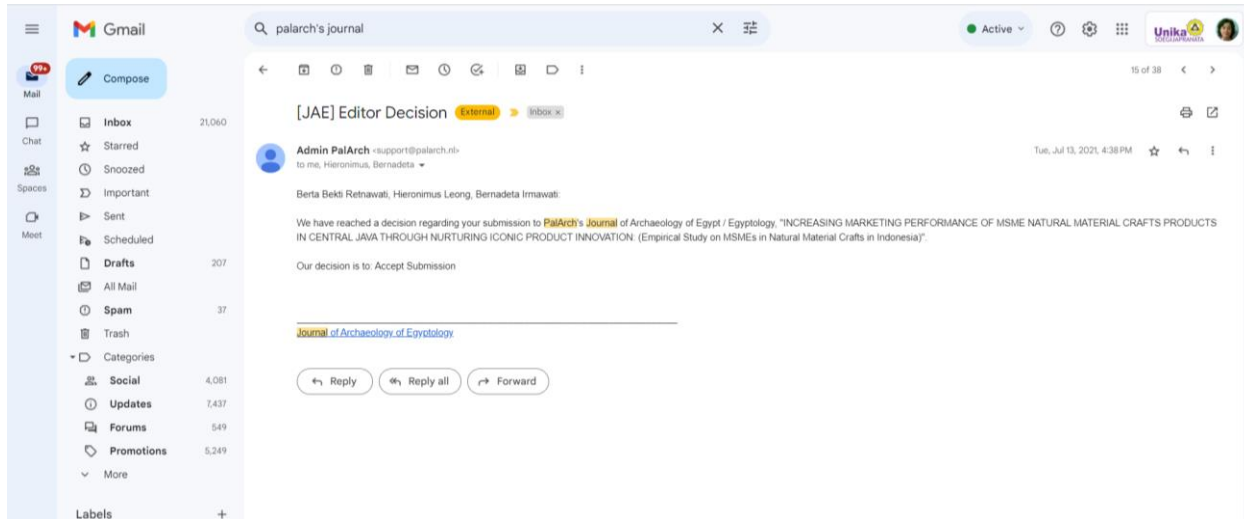 Gmail
palarch's journal
Active
Unika
SOEGIJAPRANATA
99+
Mail
Chat
Spaces
Meet
Compose
Inbox 21,060
Starred
Snoozed
Important
Sent
Scheduled
Drafts 207
All Mail
Spam 37
Trash
Categories
Social 4,081
Updates 7,437
Forums 549
Promotions 5,249
More
Labels
15 of 38
[JAE] Editor Decision External Inbox ×
Admin PalArch <support@palarch.nl> Tue, Jul 13, 2021, 4:38 PM
to me, Hieronimus, Bernadeta
Berta Bekti Retnawati, Hieronimus Leong, Bernadeta Irmawati:
We have reached a decision regarding your submission to PalArch's Journal of Archaeology of Egypt / Egyptology, "INCREASING MARKETING PERFORMANCE OF MSME NATURAL MATERIAL CRAFTS PRODUCTS
IN CENTRAL JAVA THROUGH NURTURING ICONIC PRODUCT INNOVATION: (Empirical Study on MSMEs in Natural Material Crafts in Indonesia)".
Our decision is to: Accept Submission
Journal of Archaeology of Egyptology
Reply
Reply all
Forward